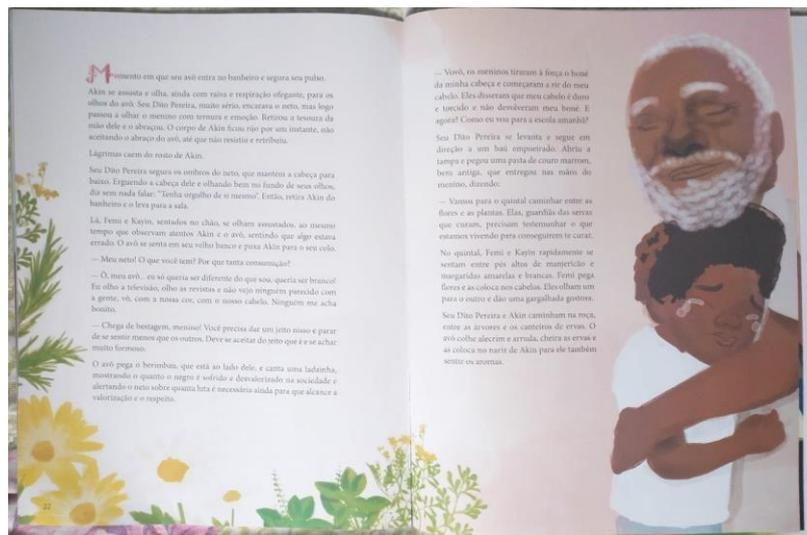 Momento em que seu avô entra no banheiro e segura seu pulso.
Akin se assusta e olha, ainda com raiva e respiração ofegante, para os
olhos do avô. Seu Dito Pereira, muito sério, encarava o neto, mas logo
passou a olhar o menino com ternura e emoção. Retirou a tesoura da
mão dele e o abraçou. O corpo de Akin ficou rijo por um instante, não
aceitando o abraço do avô, até que não resistiu e retribuiu.
Lágrimas caem do rosto de Akin.
Seu Dito Pereira segura os ombros do neto, que mantém a cabeça para
baixo. Erguendo a cabeça dele e olhando bem no fundo de seus olhos,
diz sem nada falar: "Tenha orgulho de si mesmo". Então, retira Akin do
banheiro e o leva para a sala.
Lá, Femi e Kayin, sentados no chão, se olham assustados, ao mesmo
tempo que observam atentos Akin e o avô, sentindo que algo estava
errado. O avô se senta em seu velho banco e puxa Akin para o seu colo.
— Meu neto! O que você tem? Por que tanta consumição?
— Ô, meu avô... eu só queria ser diferente do que sou, queria ser branco!
Eu olho a televisão, olho as revistas e não vejo ninguém parecido com
a gente, vô, com a nossa cor, com o nosso cabelo. Ninguém me acha
bonito.
— Chega de bestagem, menino! Você precisa dar um jeito nisso e parar
de se sentir menos que os outros. Deve se aceitar do jeito que é e se achar
muito formoso.
O avô pega o berimbau, que está ao lado dele, e canta uma ladainha,
mostrando o quanto o negro é sofrido e desvalorizado na sociedade e
alertando o neto sobre quanta luta é necessária ainda para que alcance a
valorização e o respeito.
22
— Vovô, os meninos tiraram à força o boné
da minha cabeça e começaram a rir do meu
cabelo. Eles disseram que meu cabelo é duro
e torcido e não devolveram meu boné. E
agora? Como eu vou para a escola amanhã?
Seu Dito Pereira se levanta e segue em
direção a um baú empoeirado. Abriu a
tampa e pegou uma pasta de couro marrom,
bem antiga, que entregou nas mãos do
menino, dizendo:
— Vamos para o quintal caminhar entre as
flores e as plantas. Elas, guardiãs das seivas
que curam, precisam testemunhar o que
estamos vivendo para conseguirem te curar.
No quintal, Femi e Kayin rapidamente se
sentam entre pés altos de manjericão e
margaridas amarelas e brancas. Femi pega
flores e as coloca nos cabelos. Eles olham um
para o outro e dão uma gargalhada gostosa.
Seu Dito Pereira e Akin caminham na roça,
entre as árvores e os canteiros de ervas. O
avô colhe alecrim e arruda, cheira as ervas e
as coloca no nariz de Akin para ele também
sentir os aromas.